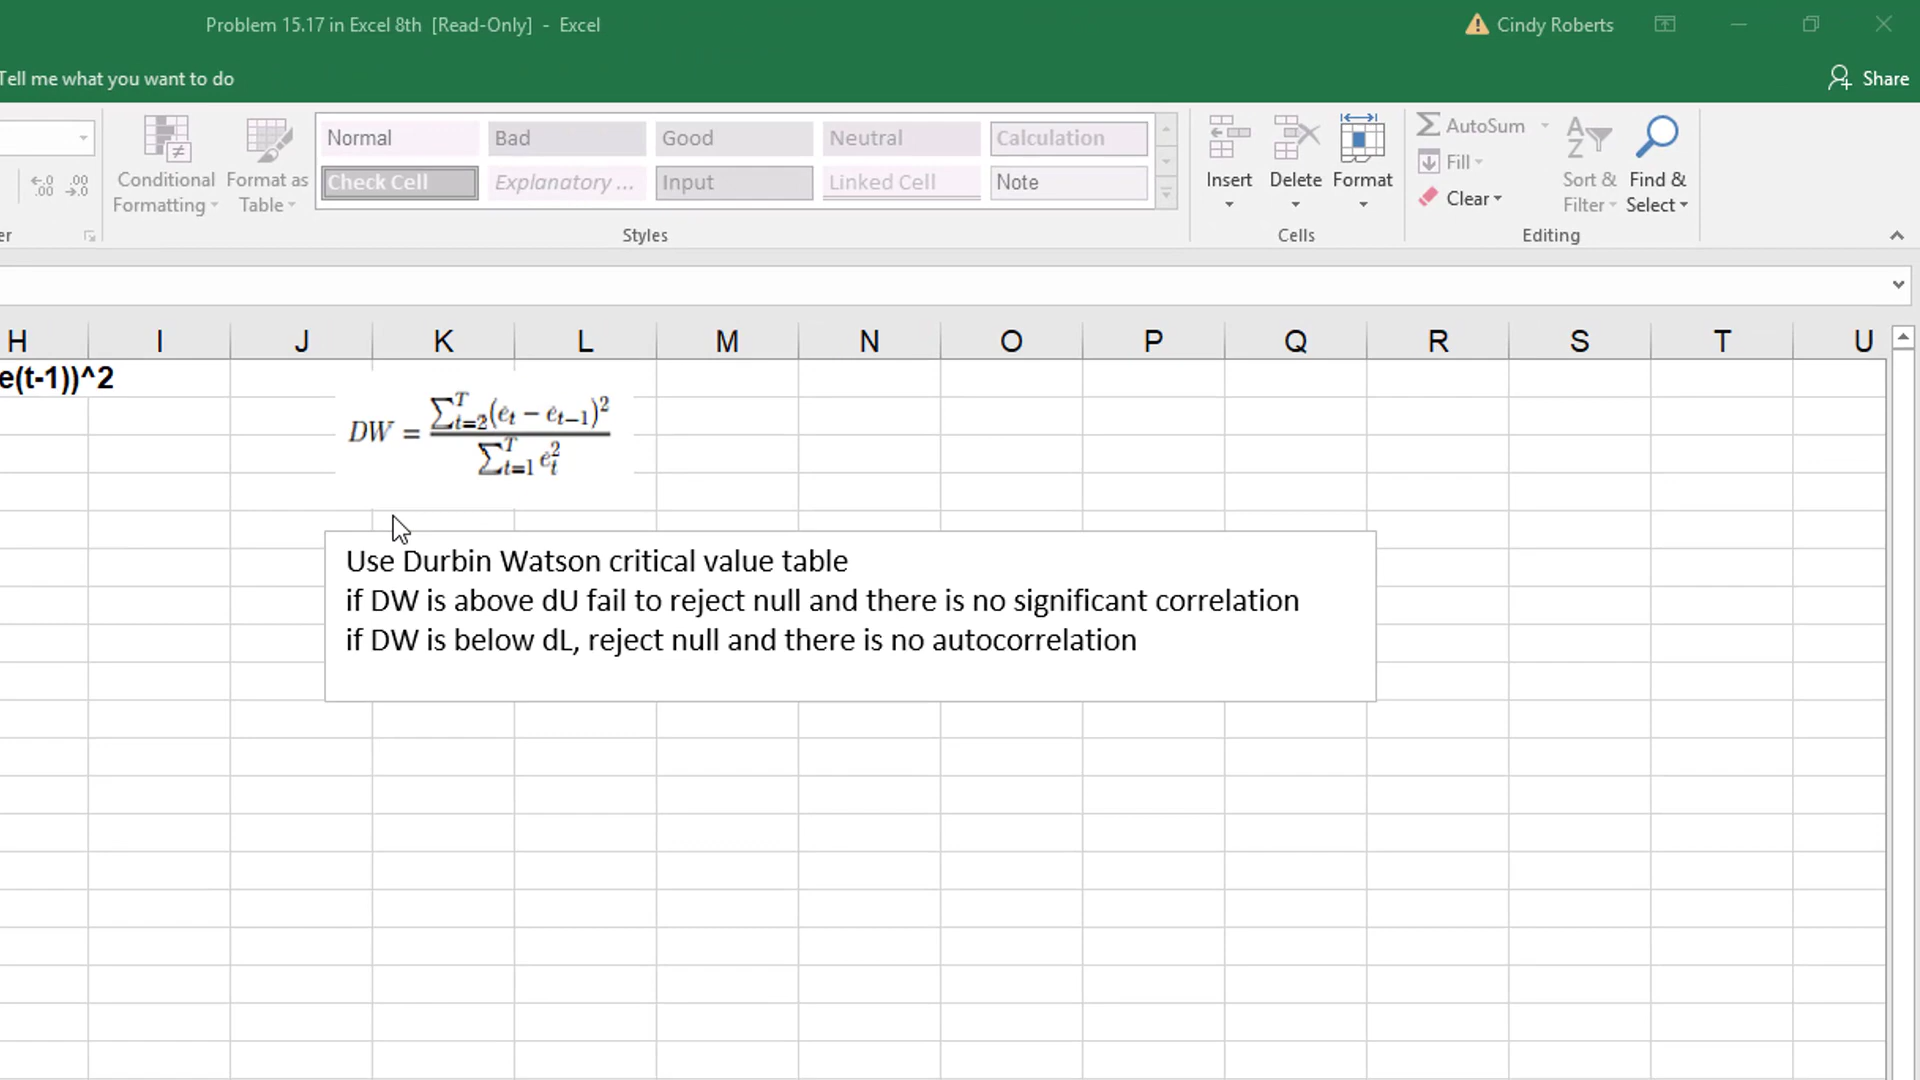 Problem 15.17 in Excel 8th [Read-Only] - Excel
Cindy Roberts
Tell me what you want to do
Share
Normal Bad Good Neutral Calculation
Check Cell Explanatory ... Input Linked Cell Note
Conditional Formatting
Format as Table
Styles
Insert Delete Format
Cells
AutoSum
Fill
Clear
Sort & Filter
Find & Select
Editing
H I J K L M N O P Q R S T U
e(t-1))^2
DW = \frac{\sum_{t=2}^{T}(e_t − e_{t−1})^2}{\sum_{t=1}^{T} e_t^2}
Use Durbin Watson critical value table
if DW is above dU fail to reject null and there is no significant correlation
if DW is below dL, reject null and there is no autocorrelation